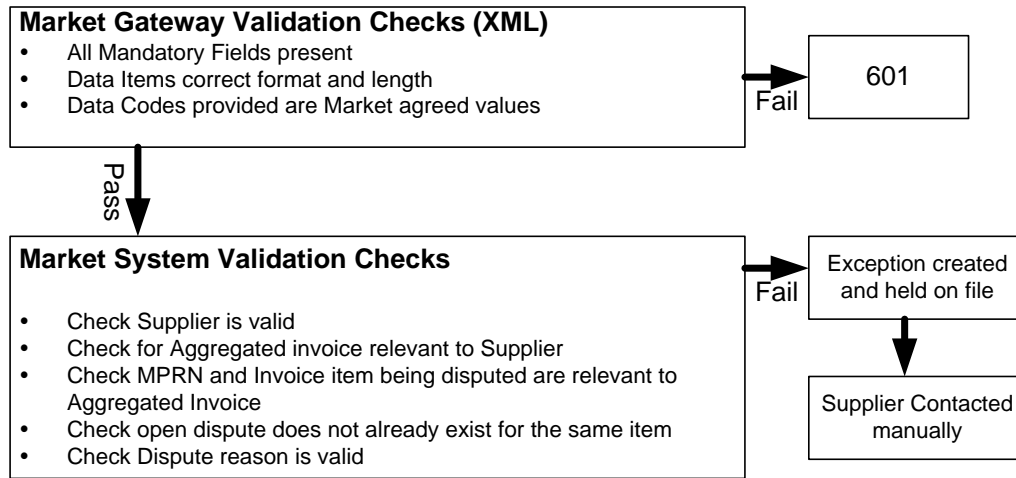 Market Gateway Validation Checks (XML)
• All Mandatory Fields present
• Data Items correct format and length
• Data Codes provided are Market agreed values
Fail
601
Pass
Market System Validation Checks
• Check Supplier is valid
• Check for Aggregated invoice relevant to Supplier
• Check MPRN and Invoice item being disputed are relevant to
Aggregated Invoice
• Check open dispute does not already exist for the same item
• Check Dispute reason is valid
Fail
Exception created
and held on file
Supplier Contacted
manually